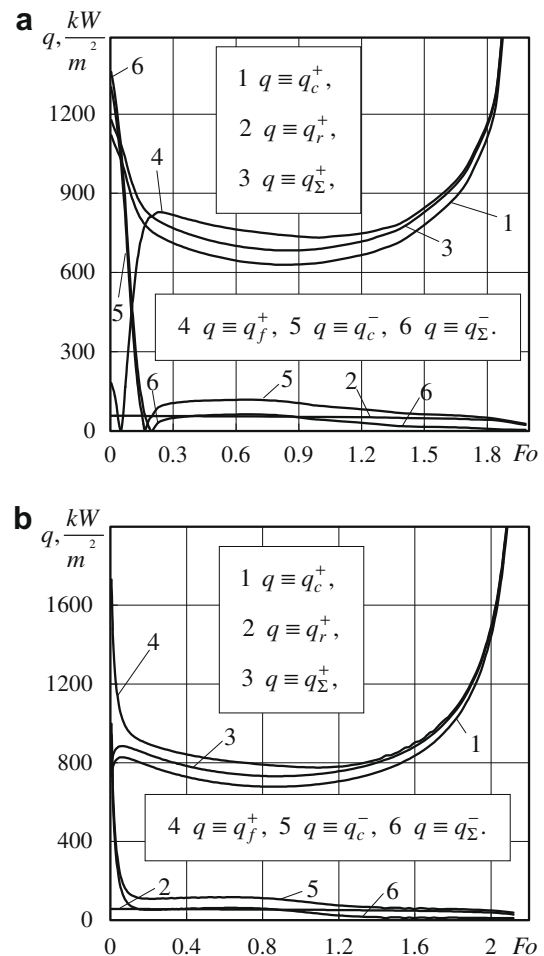 a
q, kW/m²
6
1 q ≡ q_c^+,
2 q ≡ q_r^+,
3 q ≡ q_Σ^+,
1200
900
4
1
3
600
5
4 q ≡ q_f^+, 5 q ≡ q_c^-, 6 q ≡ q_Σ^-.
300
6
5
2
6
0
0 0.3 0.6 0.9 1.2 1.5 1.8 Fo
b
q, kW/m²
1 q ≡ q_c^+,
2 q ≡ q_r^+,
3 q ≡ q_Σ^+,
1600
4
1200
3
1
800
4 q ≡ q_f^+, 5 q ≡ q_c^-, 6 q ≡ q_Σ^-.
400
2
5
6
0
0 0.4 0.8 1.2 1.6 2 Fo